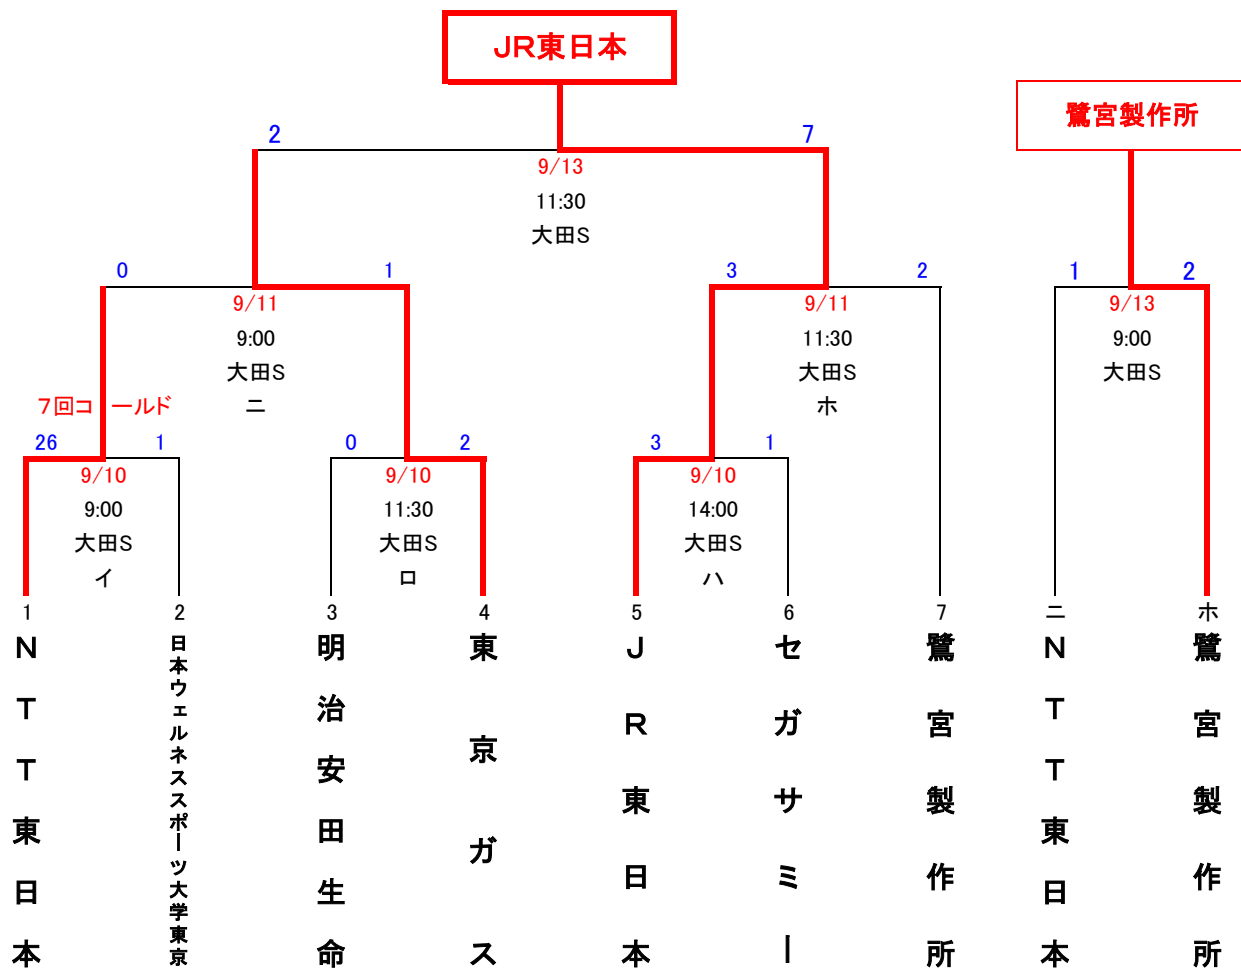 ＪＲ東日本
鷺宮製作所
2
7
9/13
11:30
大田S
0
1
3
2
1
2
9/11
9/11
9/13
9:00
11:30
9:00
大田S
大田S
大田S
ニ
ホ
７回コールド
26
1
0
2
3
1
9/10
9/10
9/10
9:00
11:30
14:00
大田S
大田S
大田S
イ
ロ
ハ
1
2
3
4
5
6
7
ニ
ホ
ＮＴＴ東日本
日本ウェルネススポーツ大学東京
明治安田生命
東京ガス
ＪＲ東日本
セガサミー
鷺宮製作所
ＮＴＴ東日本
鷺宮製作所